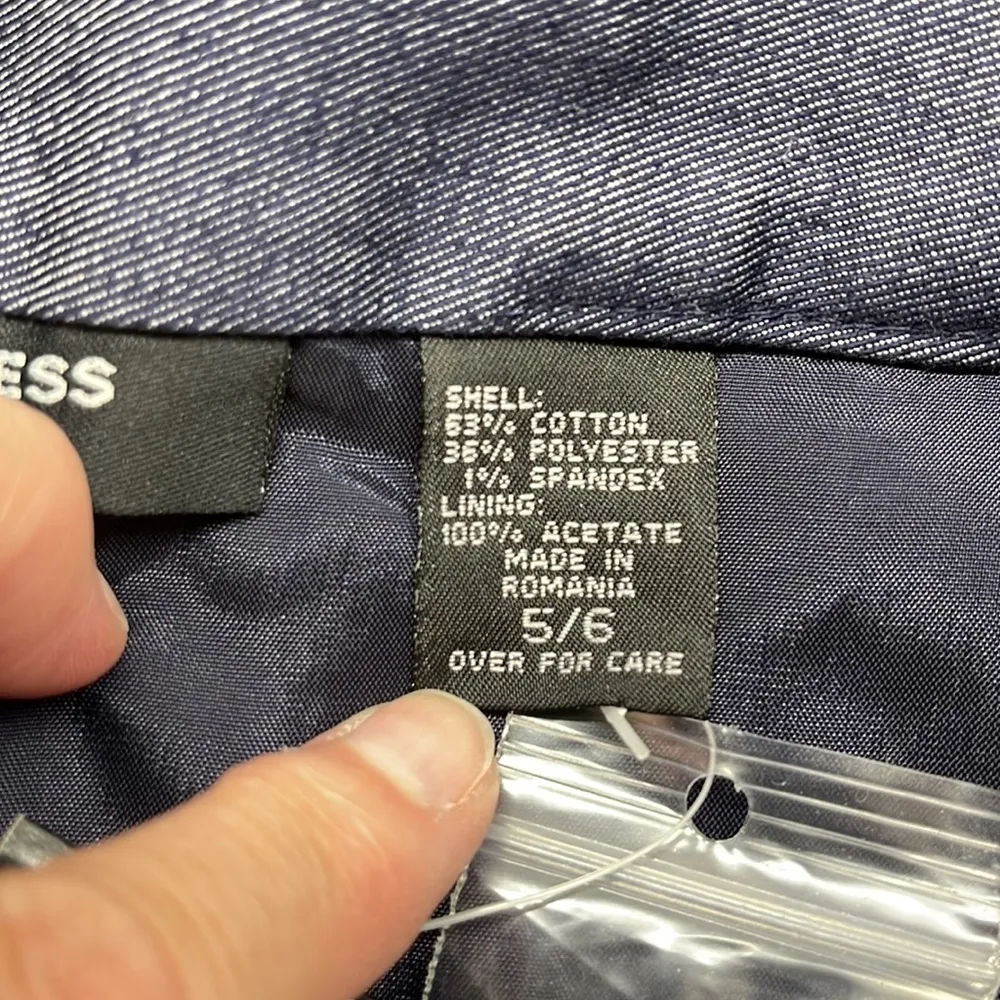 ESS
SHELL:
63% COTTON
36% POLYESTER
1% SPANDEX
LINING:
100% ACETATE
MADE IN
ROMANIA
5/6
OVER FOR CARE